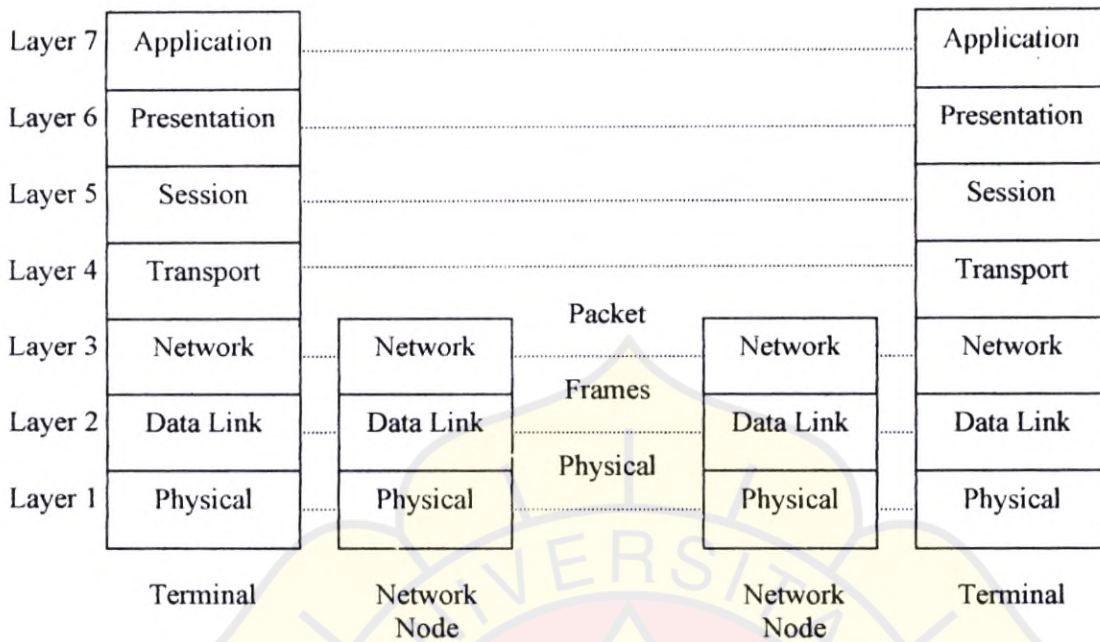 Layer 7 Application Application
Layer 6 Presentation Presentation
Layer 5 Session Session
Layer 4 Transport Transport
Packet
Layer 3 Network Network Network Network
Frames
Layer 2 Data Link Data Link Data Link Data Link
Physical
Layer 1 Physical Physical Physical Physical
Terminal Network Network Terminal
Node Node